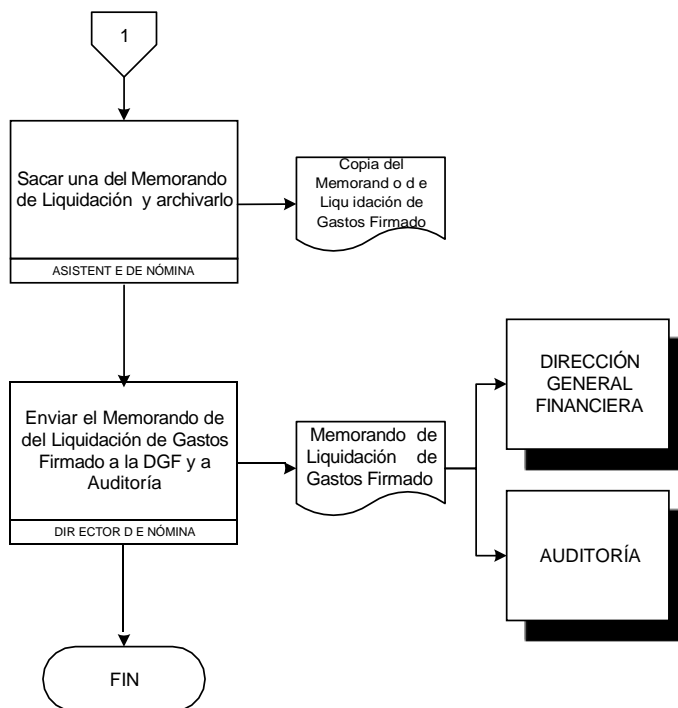 1
Sacar una del Memorando
de Liquidación y archivarlo
ASISTENT E DE NÓMINA
Copia del
Memorand o d e
Liqu idación de
Gastos Firmado
Enviar el Memorando de
del Liquidación de Gastos
Firmado a la DGF y a
Auditoría
DIR ECTOR D E NÓMINA
Memorando de
Liquidación de
Gastos Firmado
DIRECCIÓN
GENERAL
FINANCIERA
AUDITORÍA
FIN